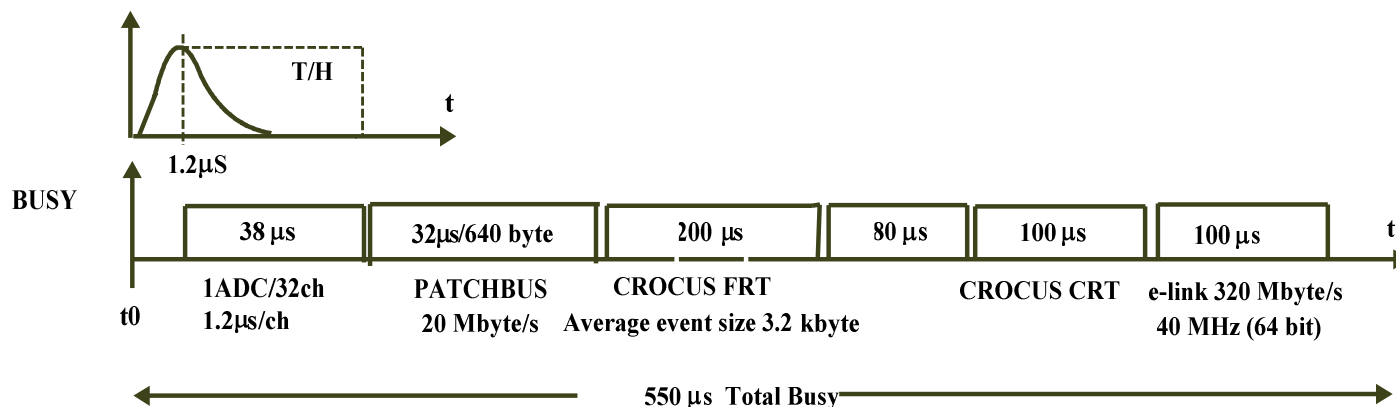 T/H
t
1.2µS
BUSY
38 µs
32µs/640 byte
200 µs
80 µs
100 µs
100 µs
t
t0
1ADC/32ch
1.2µs/ch
PATCHBUS
20 Mbyte/s
CROCUS FRT
Average event size 3.2 kbyte
CROCUS CRT
e-link 320 Mbyte/s
40 MHz (64 bit)
550 µs Total Busy